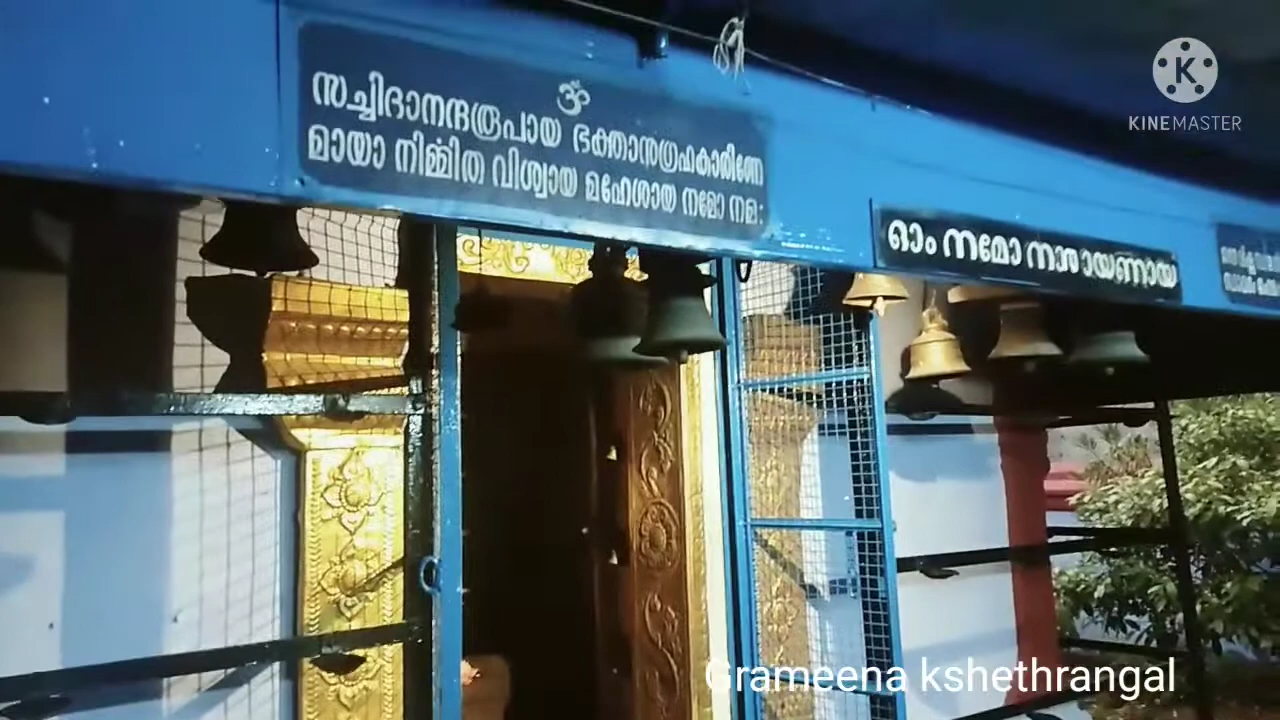 ॐ
സച്ചിദാനന്ദരൂപായ ഭക്താനുഗ്രഹകാരിണേ
മായാ നിർമ്മിത വിശ്വായ മഹേശായ നമോ നമ:
ഓം നമോ നാരായണായ
KINEMASTER
Grameena kshethrangal